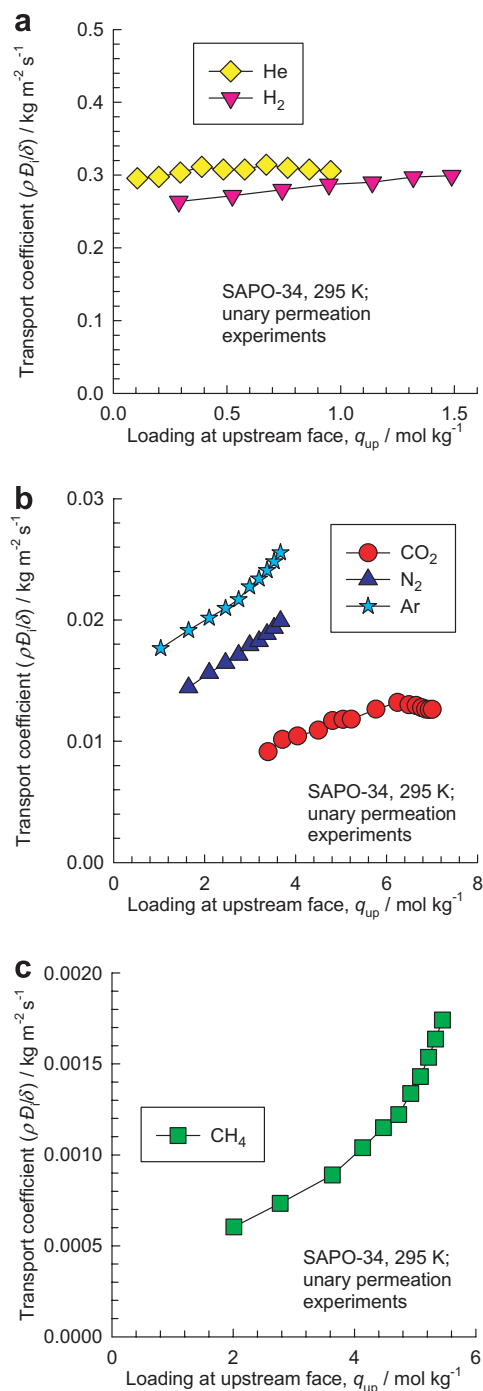 a
Transport coefficient (ρ Đi/δ) / kg m-2 s-1
0.5
0.4
0.3
0.2
0.1
0.0
He
H2
SAPO-34, 295 K;
unary permeation
experiments
0.0 0.5 1.0 1.5
Loading at upstream face, qup / mol kg-1
b
Transport coefficient (ρ Đi/δ) / kg m-2 s-1
0.03
0.02
0.01
0.00
CO2
N2
Ar
SAPO-34, 295 K;
unary permeation
experiments
0 2 4 6 8
Loading at upstream face, qup / mol kg-1
c
Transport coefficient (ρ Đi/δ) / kg m-2 s-1
0.0020
0.0015
0.0010
0.0005
0.0000
CH4
SAPO-34, 295 K;
unary permeation
experiments
0 2 4 6
Loading at upstream face, qup / mol kg-1